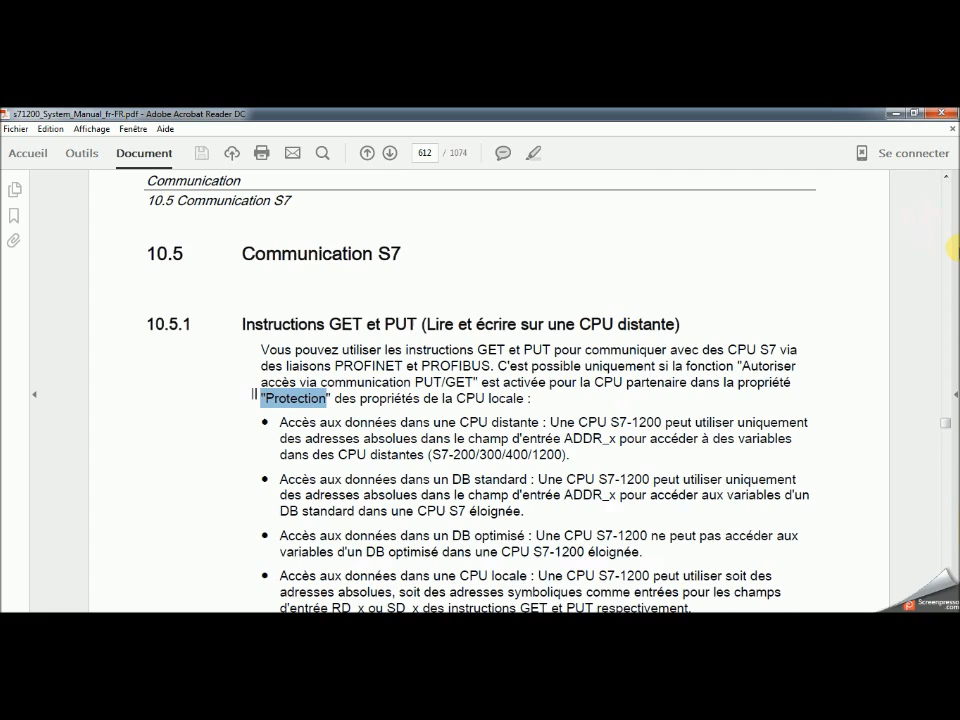 s71200_System_Manual_fr-FR.pdf - Adobe Acrobat Reader DC
Fichier Edition Affichage Fenêtre Aide
Accueil Outils Document 612 / 1074 Se connecter
Communication
10.5 Communication S7
10.5 Communication S7
10.5.1 Instructions GET et PUT (Lire et écrire sur une CPU distante)
Vous pouvez utiliser les instructions GET et PUT pour communiquer avec des CPU S7 via
des liaisons PROFINET et PROFIBUS. C'est possible uniquement si la fonction "Autoriser
accès via communication PUT/GET" est activée pour la CPU partenaire dans la propriété
"Protection" des propriétés de la CPU locale :
• Accès aux données dans une CPU distante : Une CPU S7-1200 peut utiliser uniquement
des adresses absolues dans le champ d'entrée ADDR_x pour accéder à des variables
dans des CPU distantes (S7-200/300/400/1200).
• Accès aux données dans un DB standard : Une CPU S7-1200 peut utiliser uniquement
des adresses absolues dans le champ d'entrée ADDR_x pour accéder aux variables d'un
DB standard dans une CPU S7 éloignée.
• Accès aux données dans un DB optimisé : Une CPU S7-1200 ne peut pas accéder aux
variables d'un DB optimisé dans une CPU S7-1200 éloignée.
• Accès aux données dans une CPU locale : Une CPU S7-1200 peut utiliser soit des
adresses absolues, soit des adresses symboliques comme entrées pour les champs
d'entrée RD_x ou SD_x des instructions GET et PUT respectivement.
Screenpresso
.com